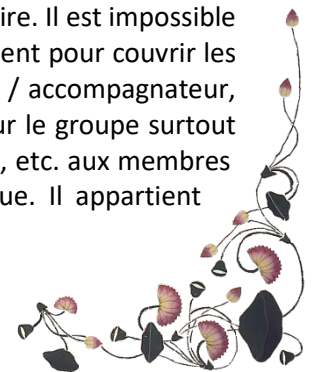 ire. Il est impossible
ent pour couvrir les
/ accompagnateur,
ur le groupe surtout
, etc. aux membres
ue. Il appartient